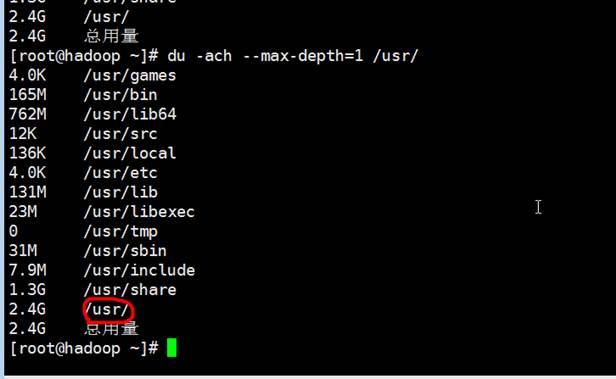 2.4G /usr/
2.4G 总用量
[root@hadoop ~]# du -ach --max-depth=1 /usr/
4.0K /usr/games
165M /usr/bin
762M /usr/lib64
12K /usr/src
136K /usr/local
4.0K /usr/etc
131M /usr/lib
23M /usr/libexec
0 /usr/tmp
31M /usr/sbin
7.9M /usr/include
1.3G /usr/share
2.4G /usr/
2.4G 总用量
[root@hadoop ~]#